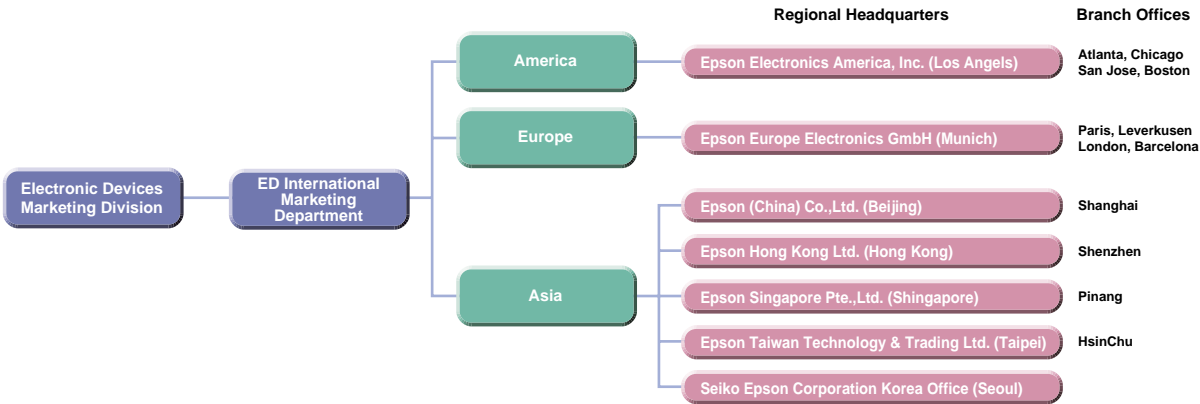 Regional Headquarters
Branch Offices
America
Epson Electronics America, Inc. (Los Angels)
Atlanta, Chicago
San Jose, Boston
Europe
Epson Europe Electronics GmbH (Munich)
Paris, Leverkusen
London, Barcelona
Electronic Devices
Marketing Division
ED International
Marketing
Department
Epson (China) Co.,Ltd. (Beijing)
Shanghai
Epson Hong Kong Ltd. (Hong Kong)
Shenzhen
Asia
Epson Singapore Pte.,Ltd. (Shingapore)
Pinang
Epson Taiwan Technology & Trading Ltd. (Taipei)
HsinChu
Seiko Epson Corporation Korea Office (Seoul)